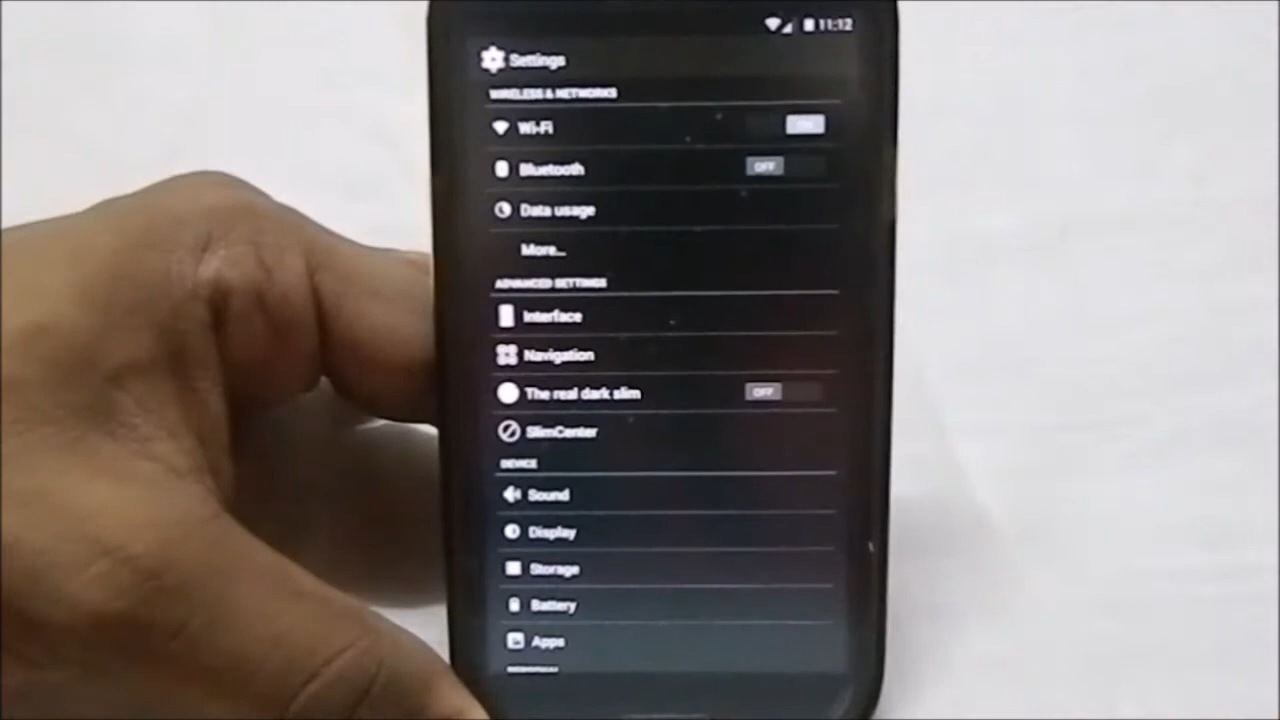 11:12
Settings
WIRELESS & NETWORKS
Wi-Fi
Bluetooth OFF
Data usage
More...
ADVANCED SETTINGS
Interface
Navigation
The real dark slim OFF
SlimCenter
DEVICE
Sound
Display
Storage
Battery
Apps